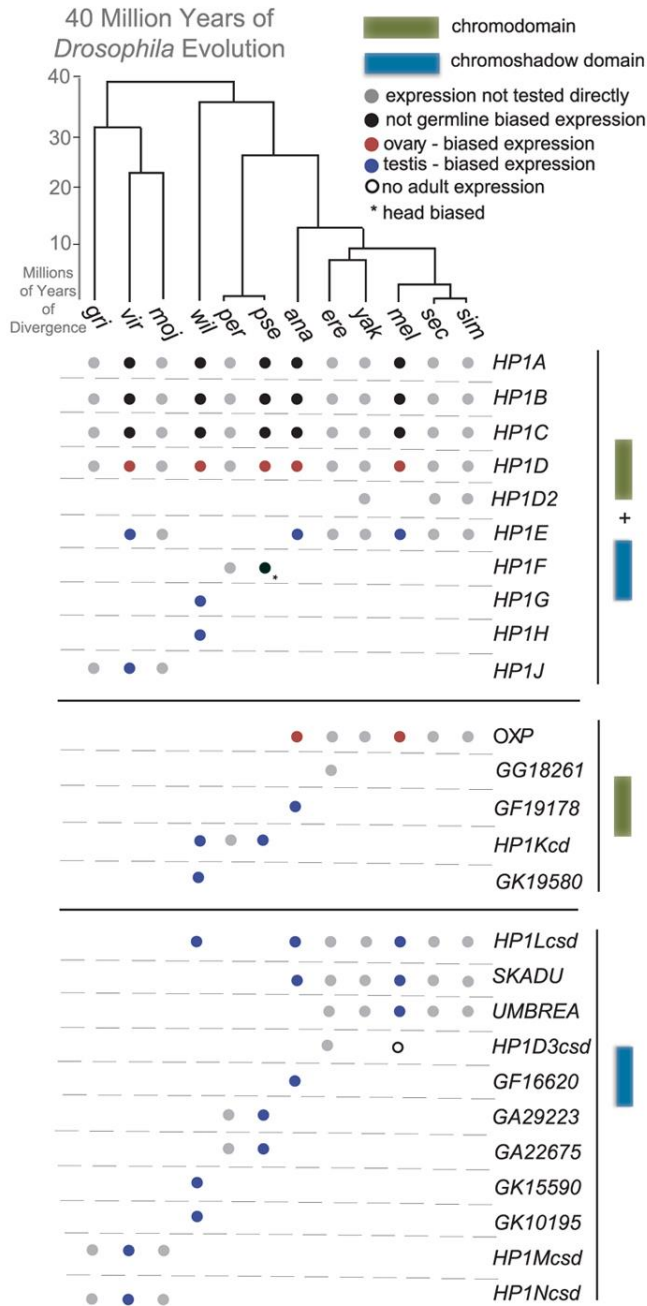 40 Million Years of
Drosophila Evolution
chromodomain
chromoshadow domain
expression not tested directly
not germline biased expression
ovary - biased expression
testis - biased expression
no adult expression
* head biased
40
30
20
10
Millions
of Years
of
Divergence
gri
vir
moj
wil
per
pse
ana
ere
yak
mel
sec
sim
HP1A
HP1B
HP1C
HP1D
HP1D2
+
HP1E
HP1F
*
HP1G
HP1H
HP1J
OXP
GG18261
GF19178
HP1Kcd
GK19580
HP1Lcsd
SKADU
UMBREA
HP1D3csd
GF16620
GA29223
GA22675
GK15590
GK10195
HP1Mcsd
HP1Ncsd